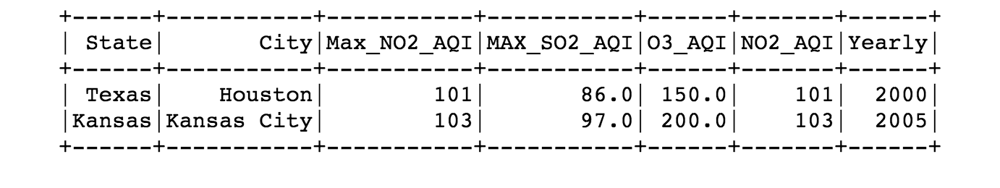 +------+-----------+-----------+-----------+------+-------+------+
| State|       City|Max_NO2_AQI|MAX_SO2_AQI|O3_AQI|NO2_AQI|Yearly|
+------+-----------+-----------+-----------+------+-------+------+
| Texas|    Houston|        101|       86.0| 150.0|    101|  2000|
|Kansas|Kansas City|        103|       97.0| 200.0|    103|  2005|
+------+-----------+-----------+-----------+------+-------+------+